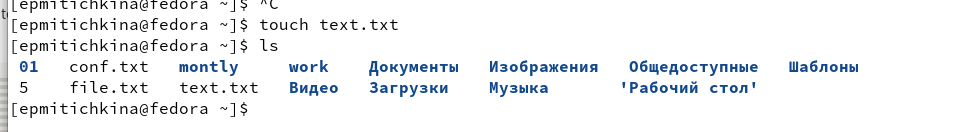 [epmitichkina@fedora ~]$ ^C
[epmitichkina@fedora ~]$ touch text.txt
[epmitichkina@fedora ~]$ ls
01 conf.txt montly work Документы Изображения Общедоступные Шаблоны
5 file.txt text.txt Видео Загрузки Музыка 'Рабочий стол'
[epmitichkina@fedora ~]$